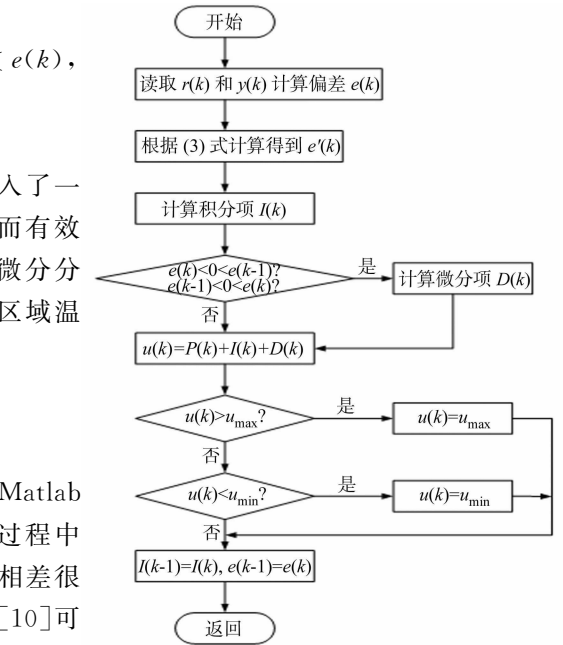 e(k),
入了一
而有效
微分分
区域温
Matlab
过程中
相差很
[10]可
开始
读取 r(k) 和 y(k) 计算偏差 e(k)
根据 (3) 式计算得到 e'(k)
计算积分项 I(k)
e(k)<0<e(k-1)?
e(k-1)<0<e(k)?
是
计算微分项 D(k)
否
u(k)=P(k)+I(k)+D(k)
u(k)>umax?
是
u(k)=umax
否
u(k)<umin?
是
u(k)=umin
否
I(k-1)=I(k), e(k-1)=e(k)
返回